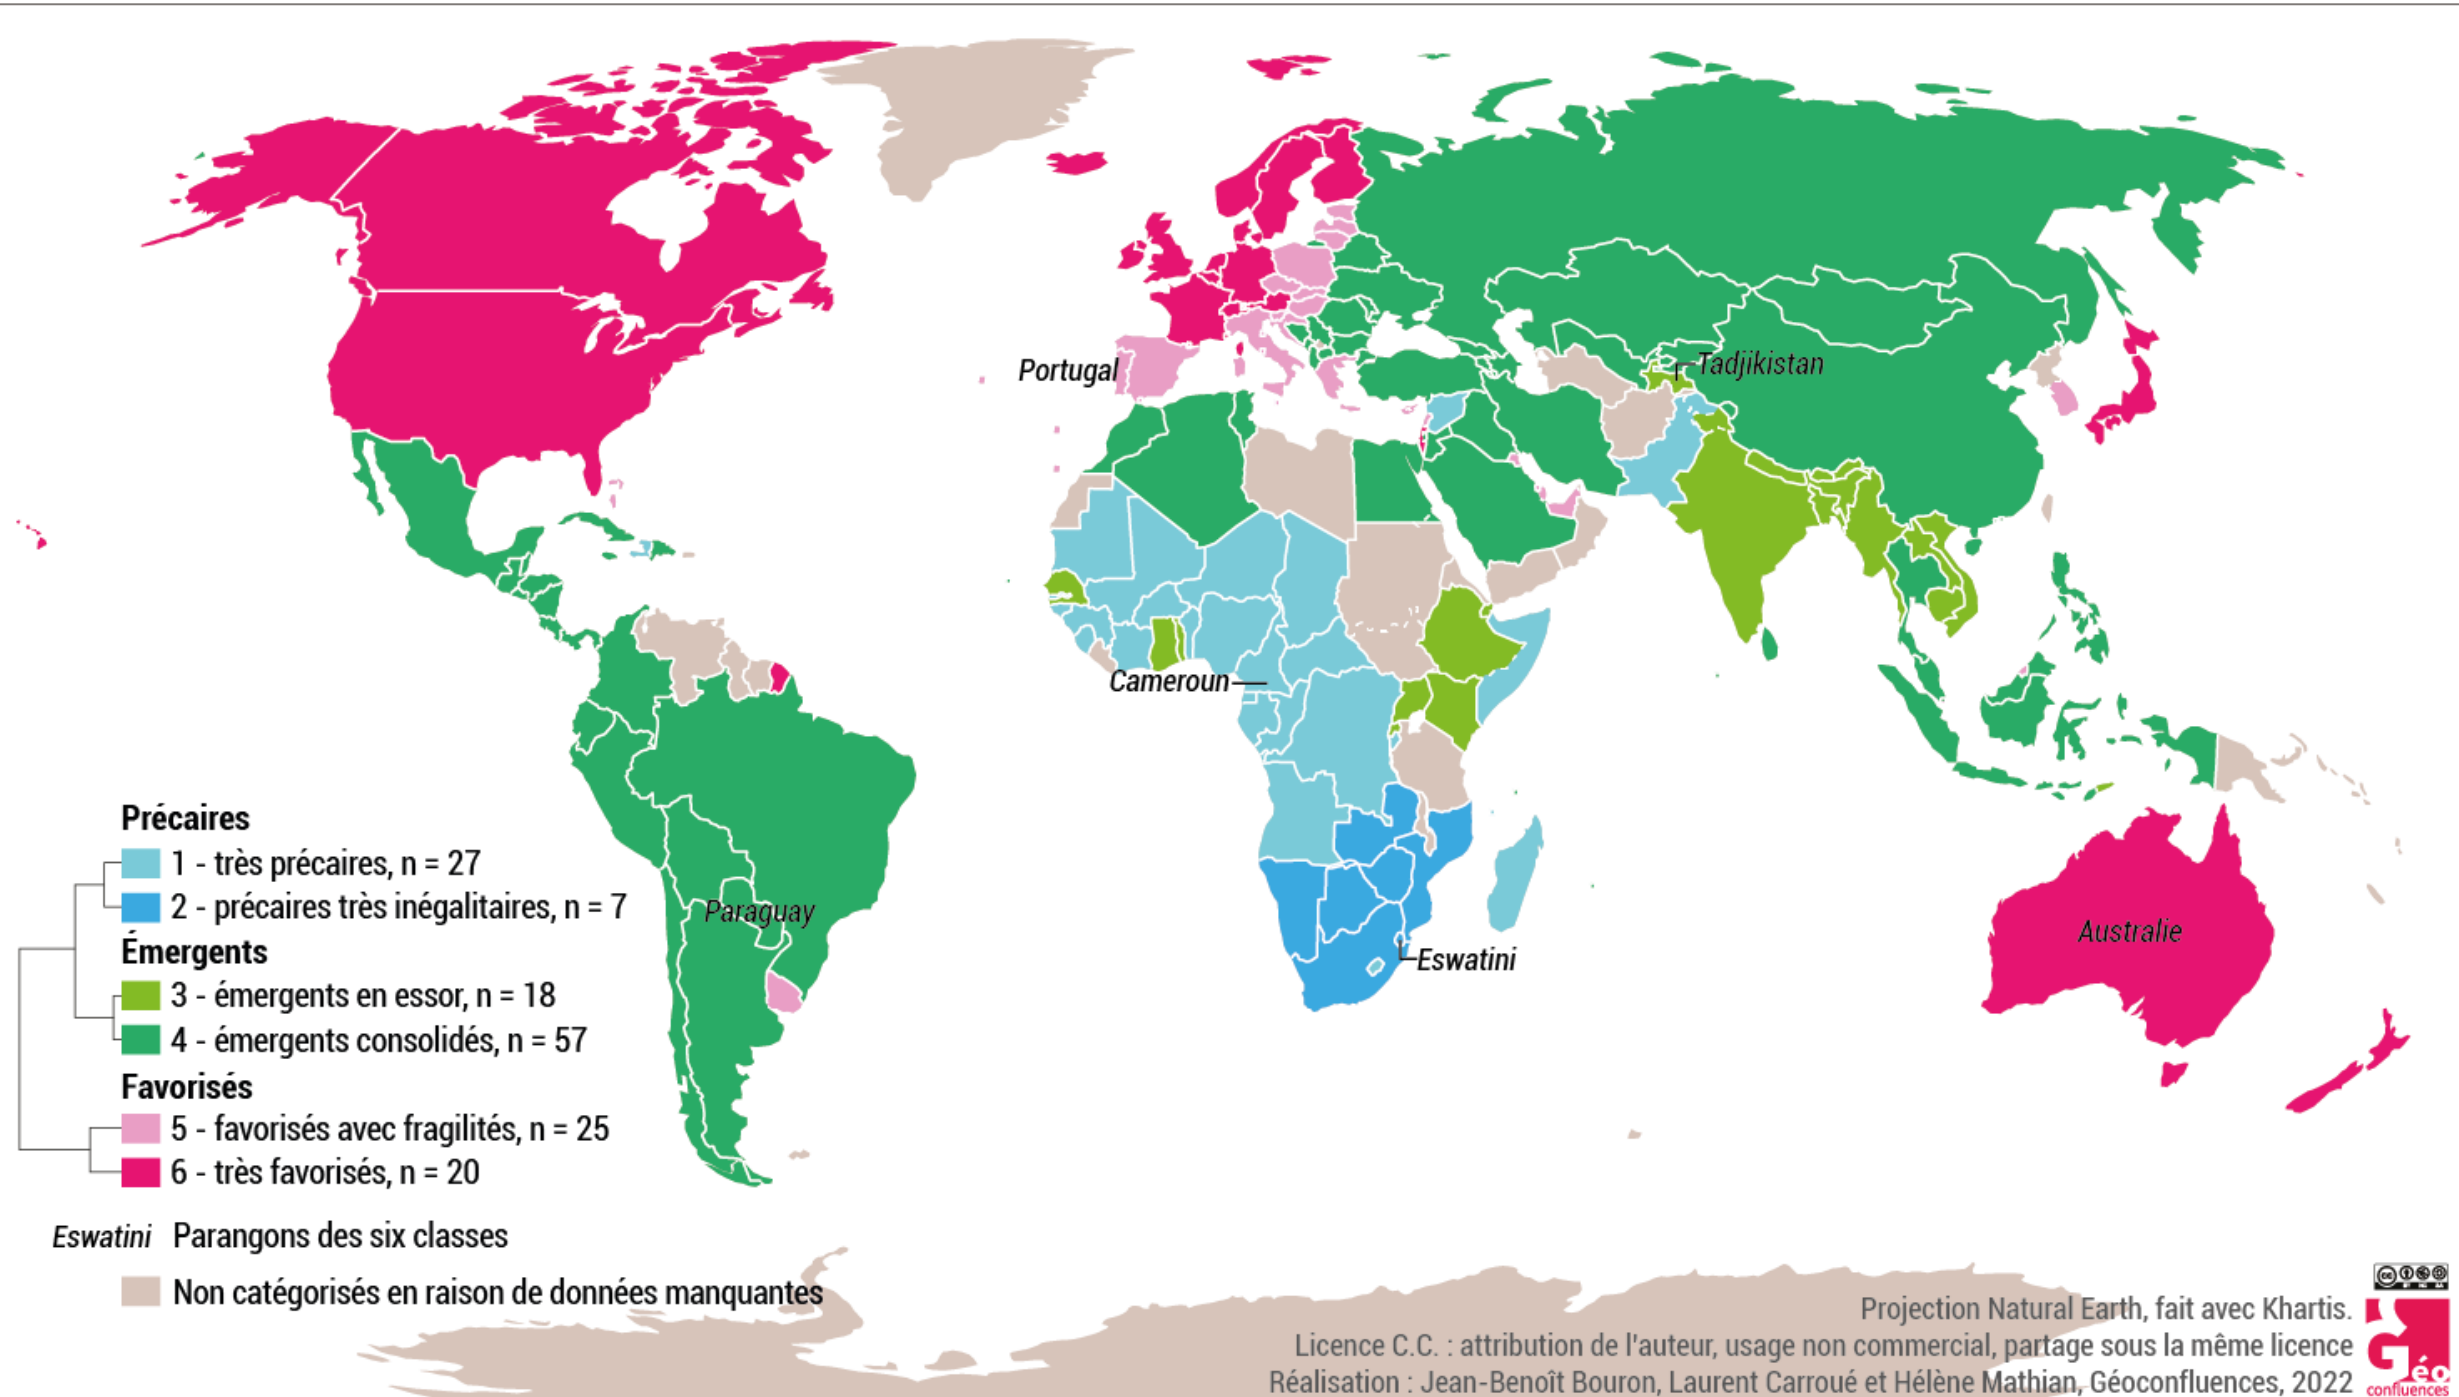 Portugal
Tadjikistan
Cameroun
Paraguay
Eswatini
Australie
Précaires
1 - très précaires, n = 27
2 - précaires très inégalitaires, n = 7
Émergents
3 - émergents en essor, n = 18
4 - émergents consolidés, n = 57
Favorisés
5 - favorisés avec fragilités, n = 25
6 - très favorisés, n = 20
Eswatini Parangons des six classes
Non catégorisés en raison de données manquantes
Projection Natural Earth, fait avec Khartis.
Licence C.C. : attribution de l'auteur, usage non commercial, partage sous la même licence
Réalisation : Jean-Benoît Bouron, Laurent Carroué et Hélène Mathian, Géoconfluences, 2022
Géo
confluences